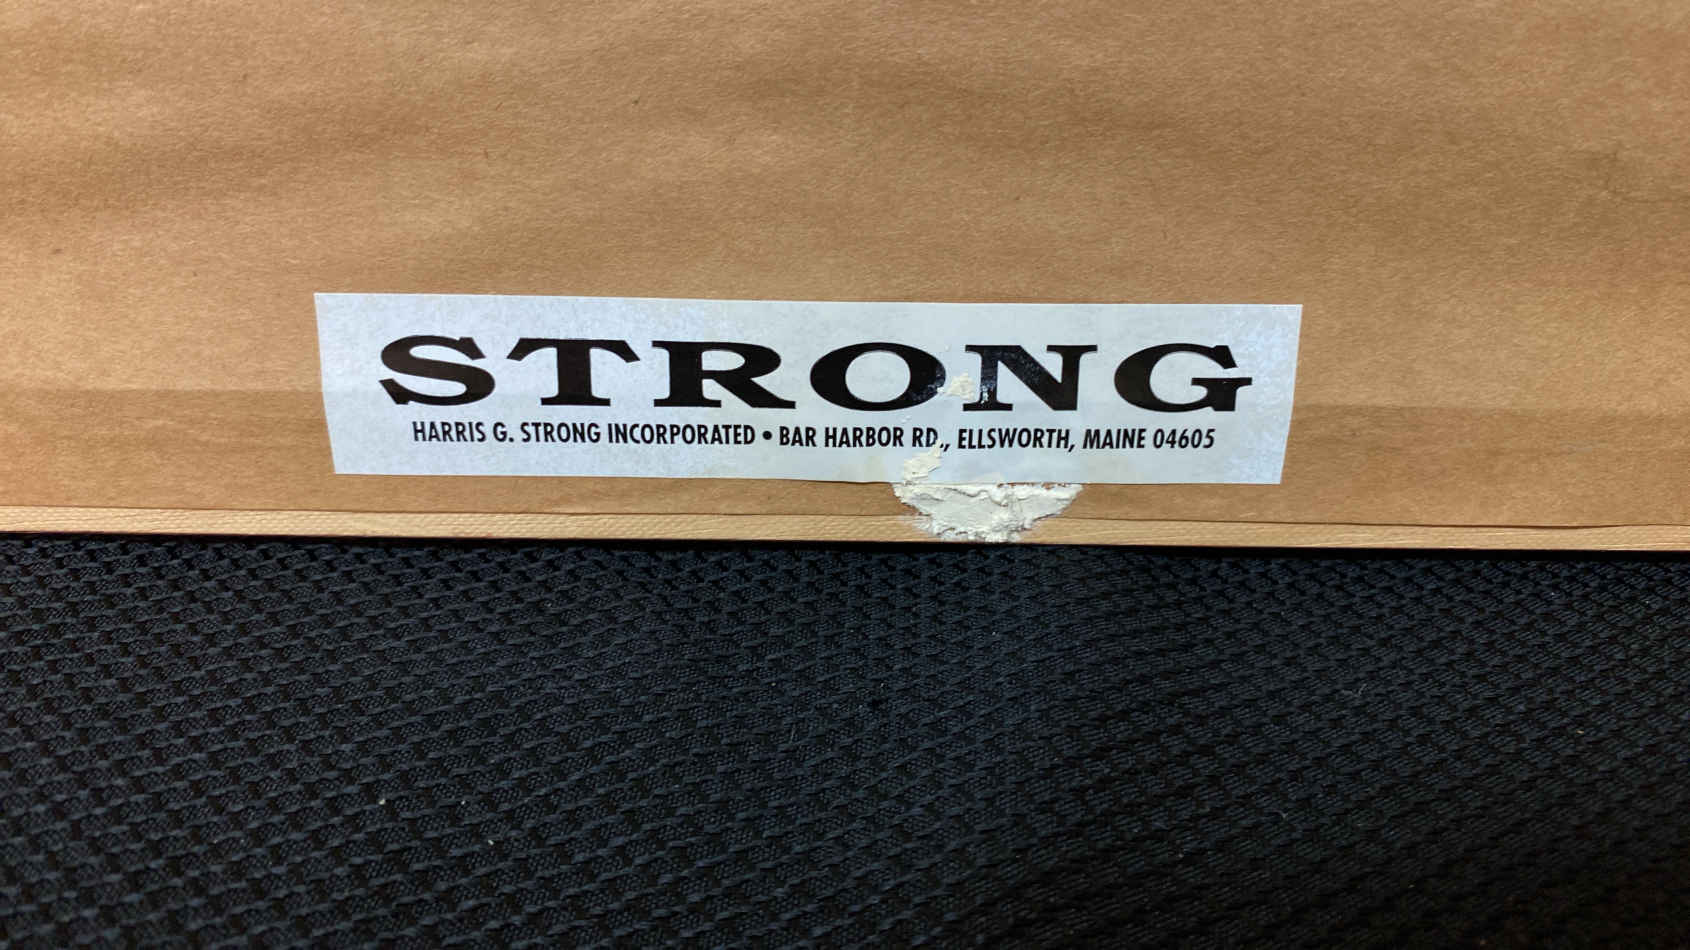 STRONG
HARRIS G. STRONG INCORPORATED • BAR HARBOR RD., ELLSWORTH, MAINE 04605